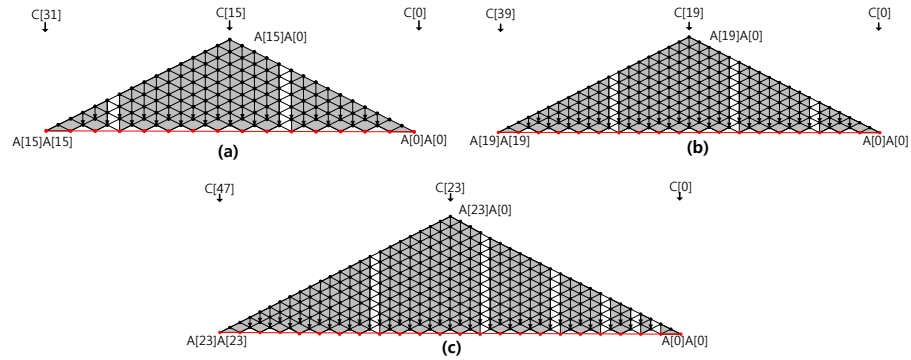 C[31] C[15] C[0]
A[15]A[0]
A[15]A[15] A[0]A[0]
(a)
C[39] C[19] C[0]
A[19]A[0]
A[19]A[19] A[0]A[0]
(b)
C[47] C[23] C[0]
A[23]A[0]
A[23]A[23] A[0]A[0]
(c)